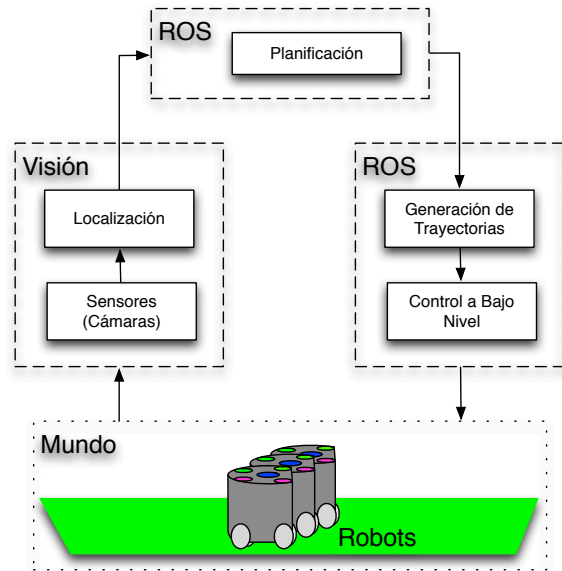 ROS
Planificación
Visión
Localización
Sensores
(Cámaras)
ROS
Generación de
Trayectorias
Control a Bajo
Nivel
Mundo
Robots